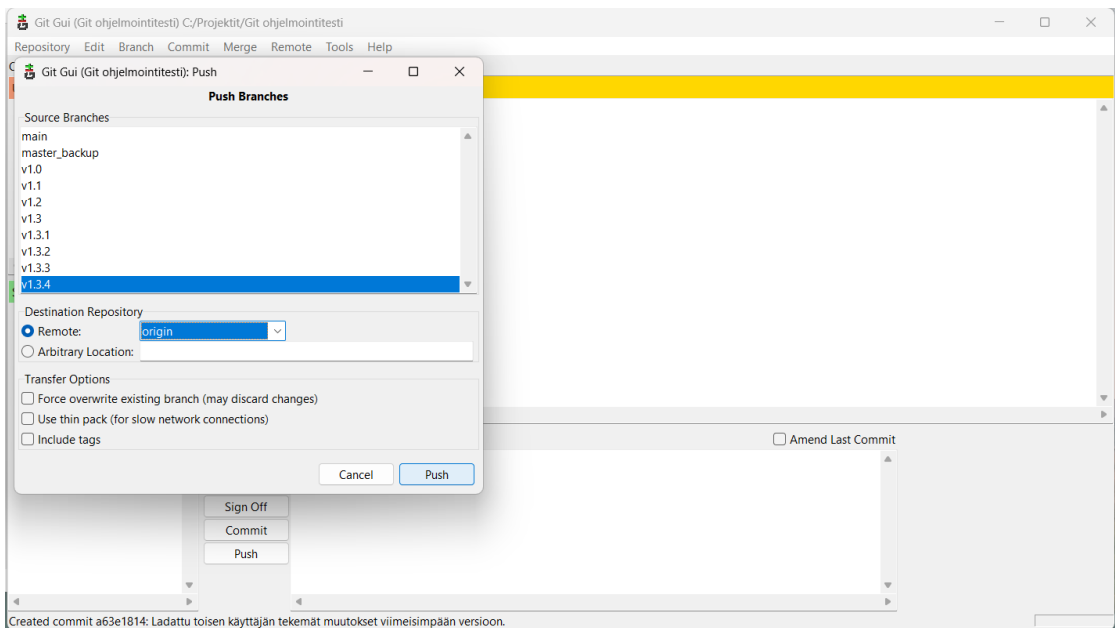 Git Gui (Git ohjelmointitesti) C:/Projektit/Git ohjelmointitesti
Repository Edit Branch Commit Merge Remote Tools Help
Git Gui (Git ohjelmointitesti): Push
Push Branches
Source Branches
main
master_backup
v1.0
v1.1
v1.2
v1.3
v1.3.1
v1.3.2
v1.3.3
v1.3.4
Destination Repository
Remote: origin
Arbitrary Location:
Transfer Options
Force overwrite existing branch (may discard changes)
Use thin pack (for slow network connections)
Include tags
Cancel Push
Amend Last Commit
Sign Off
Commit
Push
Created commit a63e1814: Ladattu toisen käyttäjän tekemät muutokset viimeisimpään versioon.